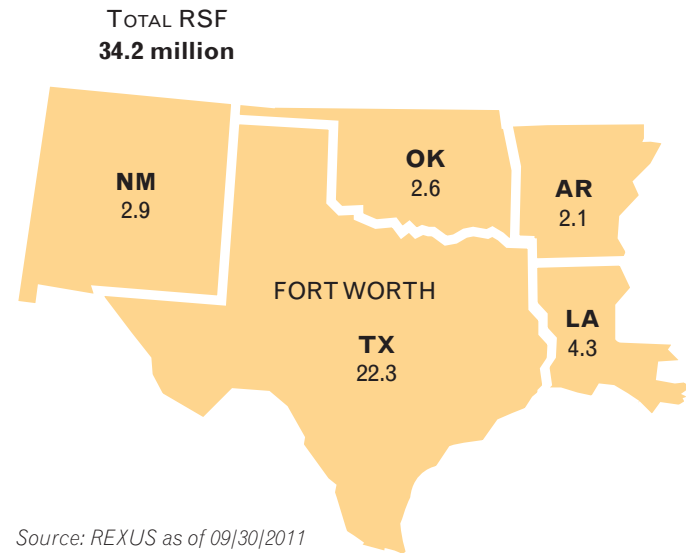 Total RSF
34.2 million
NM
2.9
OK
2.6
AR
2.1
FORT WORTH
TX
22.3
LA
4.3
Source: REXUS as of 09|30|2011